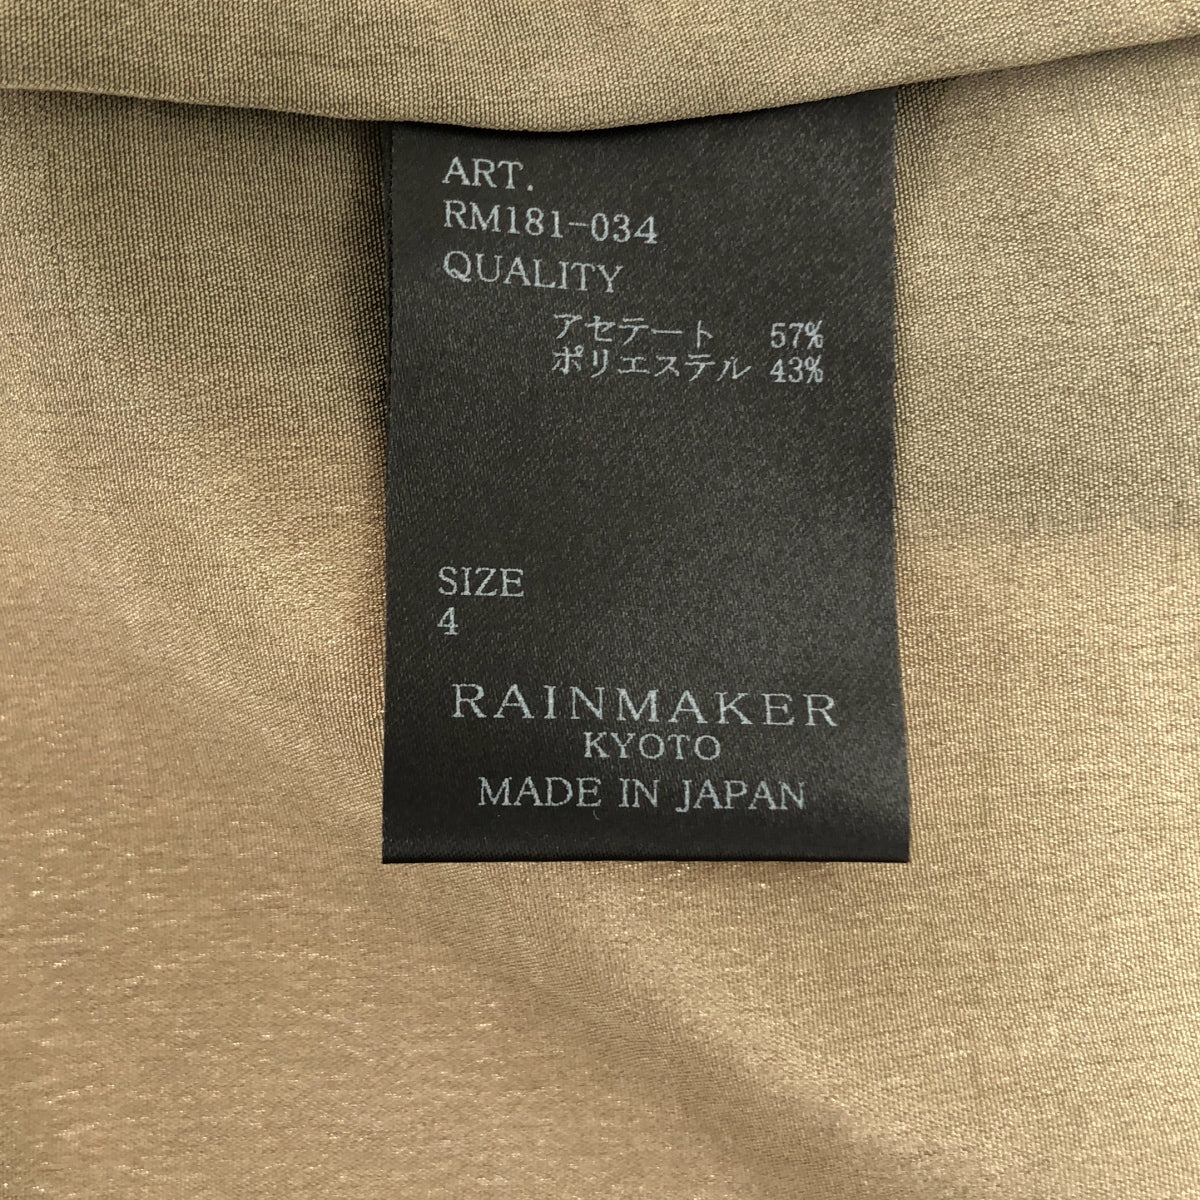 ART.
RM181-034
QUALITY
アセテート 57%
ポリエステル 43%
SIZE
4
RAINMAKER
KYOTO
MADE IN JAPAN